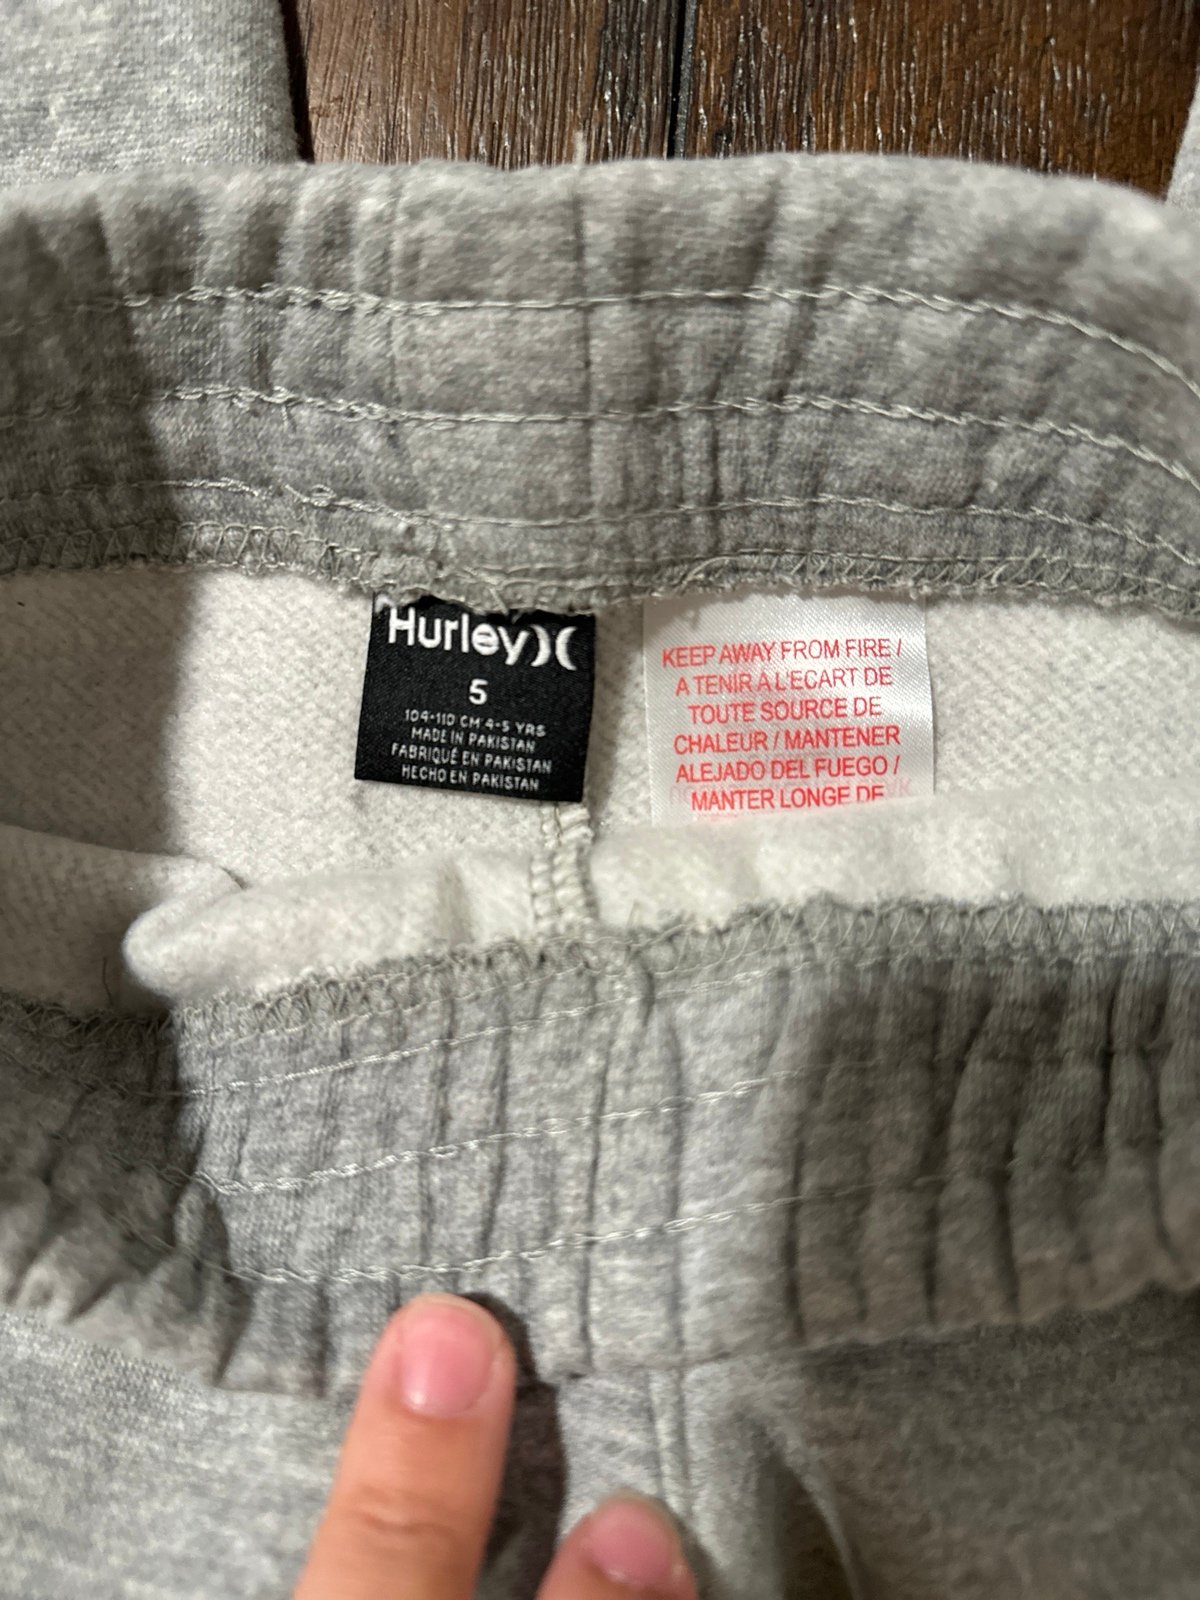 Hurley
5
104-110 CM 4-5 YRS
MADE IN PAKISTAN
FABRIQUÉ EN PAKISTAN
HECHO EN PAKISTAN
KEEP AWAY FROM FIRE /
A TENIR A L'ECART DE
TOUTE SOURCE DE
CHALEUR / MANTENER
ALEJADO DEL FUEGO /
MANTER LONGE DE